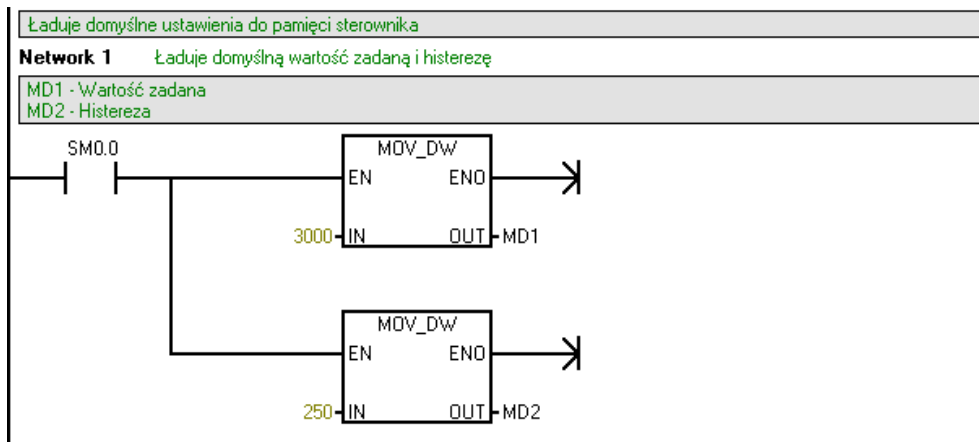 Ładuje domyślne ustawienia do pamięci sterownika
Network 1 Ładuje domyślną wartość zadaną i histerezę
MD1 - Wartość zadana
MD2 - Histereza
SM0.0
MOV_DW
EN ENO
3000 IN OUT MD1
MOV_DW
EN ENO
250 IN OUT MD2